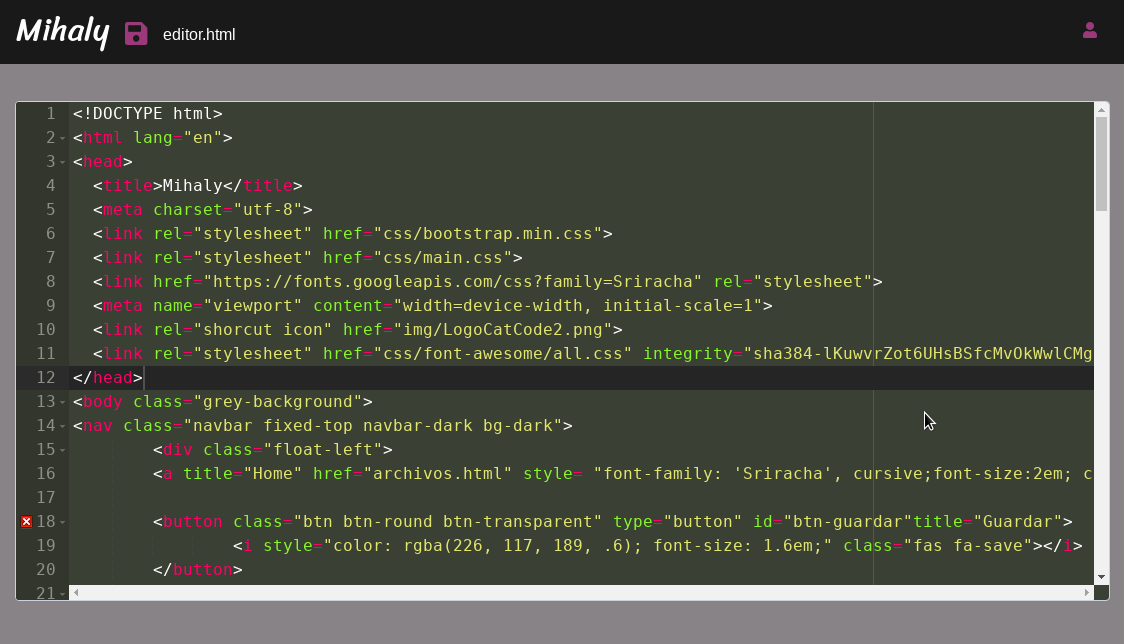 Mihaly editor.html
1 <!DOCTYPE html>
2 <html lang="en">
3 <head>
4 <title>Mihaly</title>
5 <meta charset="utf-8">
6 <link rel="stylesheet" href="css/bootstrap.min.css">
7 <link rel="stylesheet" href="css/main.css">
8 <link href="https://fonts.googleapis.com/css?family=Sriracha" rel="stylesheet">
9 <meta name="viewport" content="width=device-width, initial-scale=1">
10 <link rel="shorcut icon" href="img/LogoCatCode2.png">
11 <link rel="stylesheet" href="css/font-awesome/all.css" integrity="sha384-lKuwvrZot6UHsBSfcMvOkWwlCMg
12 </head>
13 <body class="grey-background">
14 <nav class="navbar fixed-top navbar-dark bg-dark">
15 <div class="float-left">
16 <a title="Home" href="archivos.html" style= "font-family: 'Sriracha', cursive;font-size:2em; c
17
18 <button class="btn btn-round btn-transparent" type="button" id="btn-guardar"title="Guardar">
19 <i style="color: rgba(226, 117, 189, .6); font-size: 1.6em;" class="fas fa-save"></i>
20 </button>
21